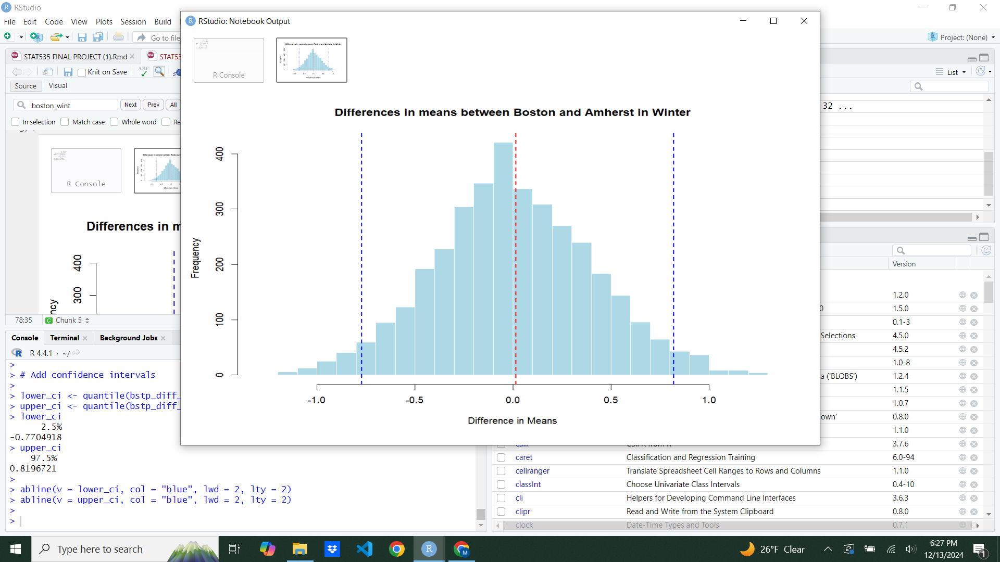 RStudio
File Edit Code View Plots Session Build
Go to file
Project: (None)
STAT535 FINAL PROJECT (1).Rmd
STAT53
Knit on Save
ABC
List
Source Visual
boston_wint
Next Prev All
In selection Match case Whole word Re
R Console
Differences in m
400
300
ncy
78:35
Chunk 5
RStudio: Notebook Output
R Console
Differences in means between Boston and Amherst in Winter
Differences in means between Boston and Amherst in Winter
400
300
200
100
0
Frequency
-1.0 -0.5 0.0 0.5 1.0
Difference in Means
32 ...
Console Terminal Background Jobs
R 4.4.1 · ~/
>
> # Add confidence intervals
>
> lower_ci <- quantile(bstp_diff_
> upper_ci <- quantile(bstp_diff_
> lower_ci
2.5%
-0.7704918
> upper_ci
97.5%
0.8196721
>
> abline(v = lower_ci, col = "blue", lwd = 2, lty = 2)
> abline(v = upper_ci, col = "blue", lwd = 2, lty = 2)
>
>
Version
1.2.0
1.5.0
0.1-3
Selections 4.5.0
4.5.2
1.0-8
a ('BLOBS') 1.2.4
1.1.5
1.0.7
own' 0.8.0
1.1.0
3.7.6
caret Classification and Regression Training 6.0-94
cellranger Translate Spreadsheet Cell Ranges to Rows and Columns 1.1.0
classInt Choose Univariate Class Intervals 0.4-10
cli Helpers for Developing Command Line Interfaces 3.6.3
clipr Read and Write from the System Clipboard 0.8.0
clock Date-Time Types and Tools 0.7.1
Type here to search
26°F Clear
6:27 PM
12/13/2024
1